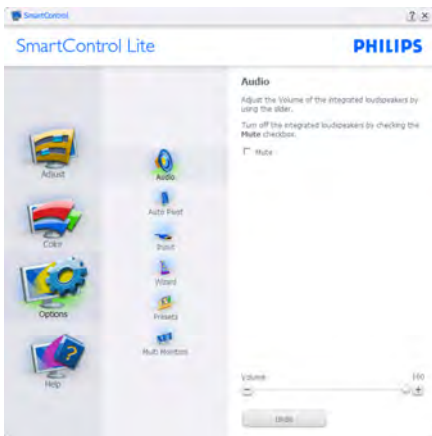 SmartControl
SmartControl Lite
PHILIPS
Adjust
Color
Options
Help
Audio
Auto Pivot
Input
Wizard
Presets
Multi Monitors
Audio
Adjust the Volume of the integrated loudspeakers by
using the slider.
Turn off the integrated loudspeakers by checking the
Mute checkbox.
Mute
Volume
100
Undo